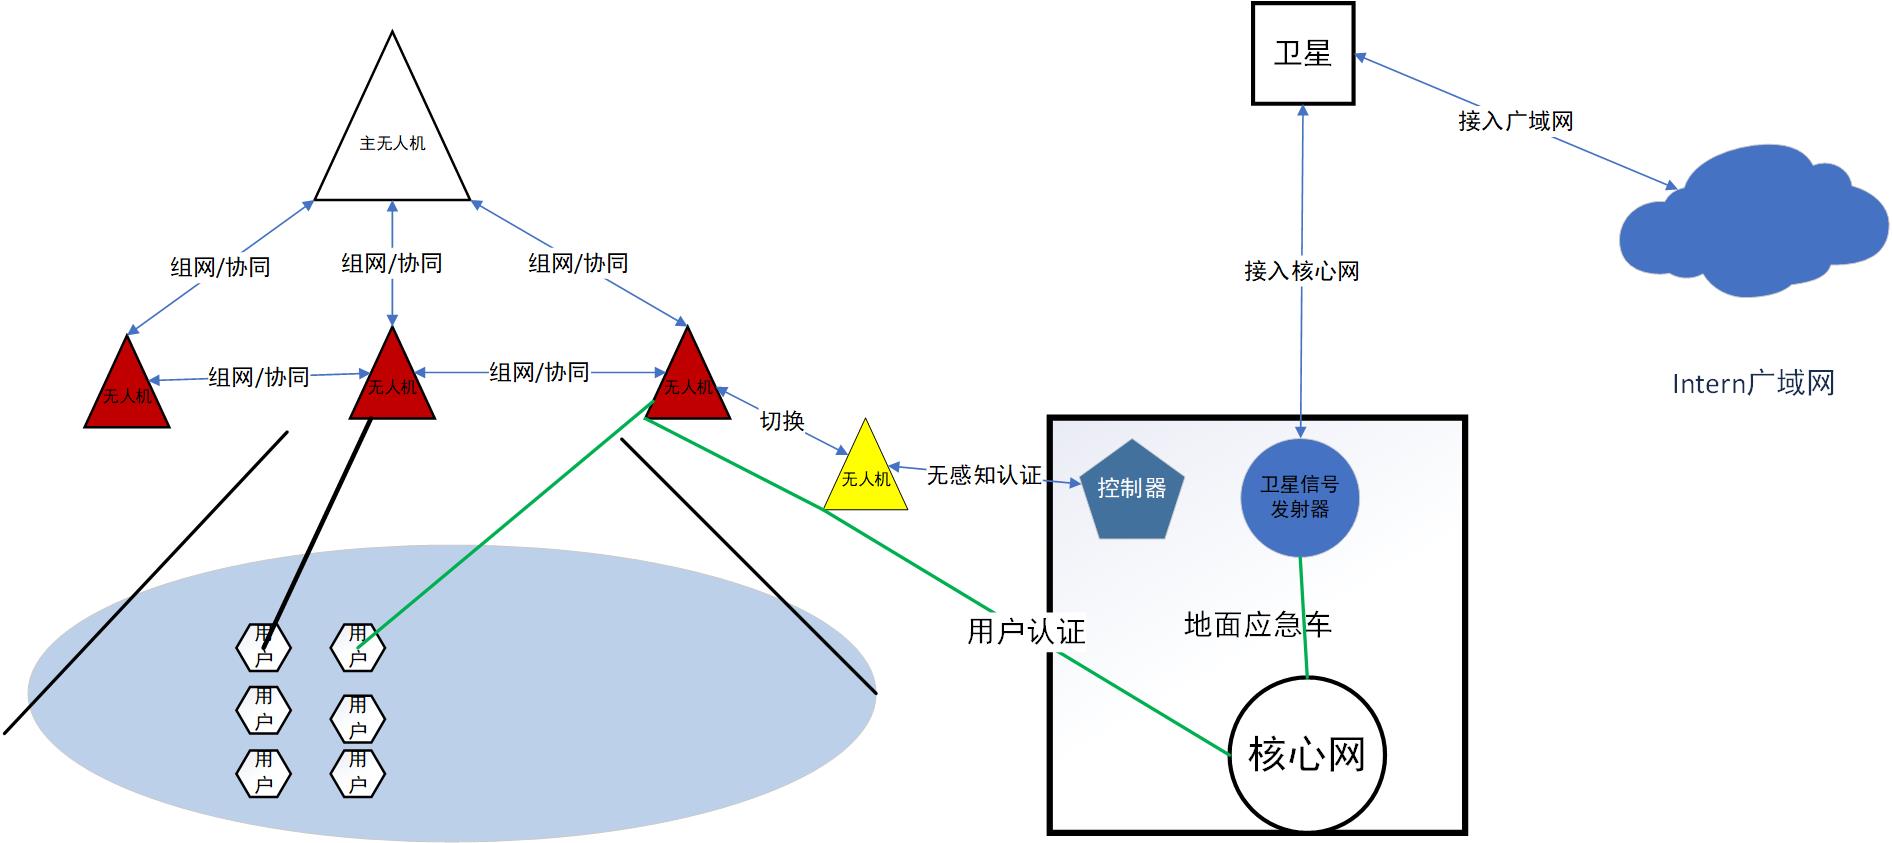 卫星
接入广域网
主无人机
组网/协同
组网/协同
组网/协同
接入核心网
无人机
组网/协同
无人机
组网/协同
无人机
Intern广域网
切换
无人机
无感知认证
控制器
卫星信号
发射器
用户认证
地面应急车
用
户
用
户
用
户
用
户
用
户
用
户
核心网